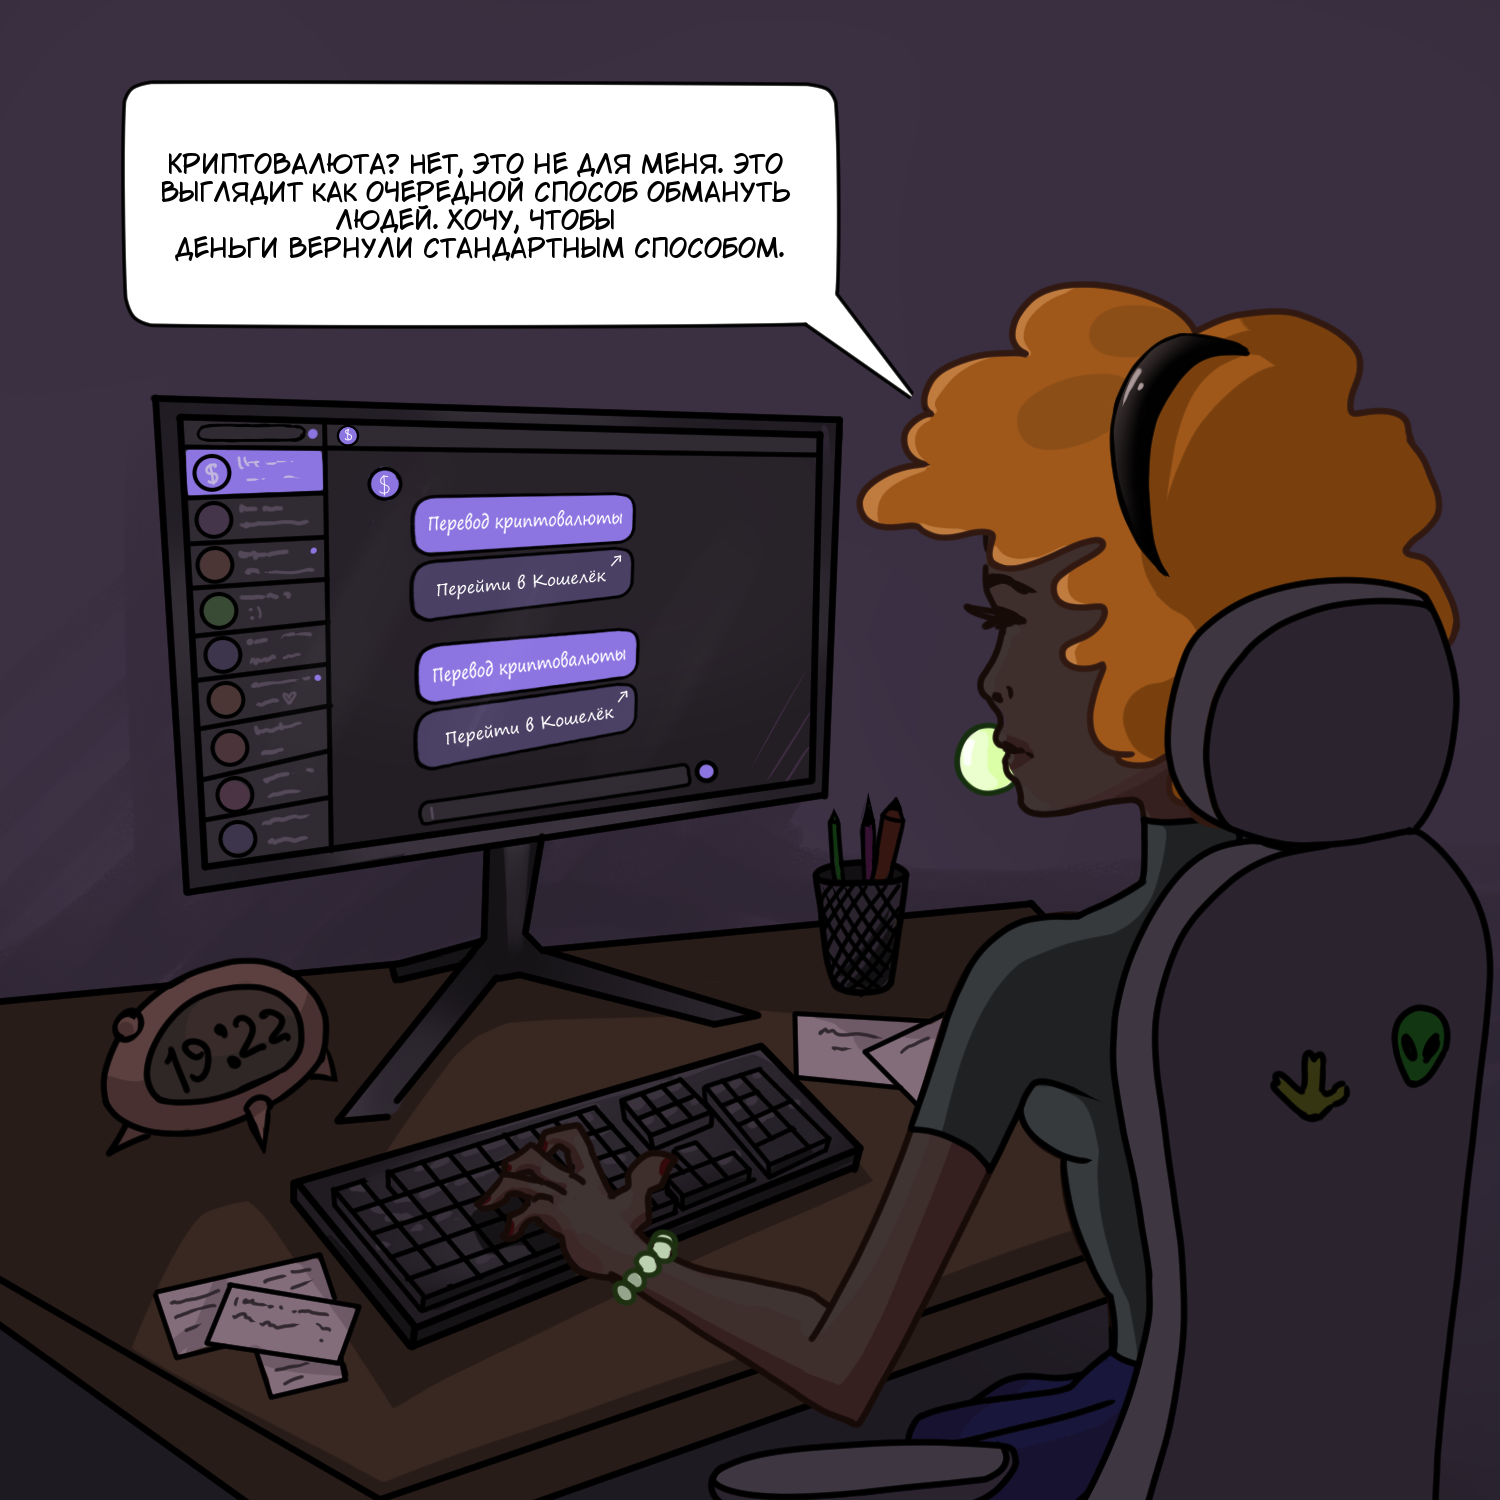 КРИПТОВАЛЮТА? НЕТ, ЭТО НЕ ДЛЯ МЕНЯ. ЭТО
ВЫГЛЯДИТ КАК ОЧЕРЕДНОЙ СПОСОБ ОБМАНУТЬ
ЛЮДЕЙ. ХОЧУ, ЧТОБЫ
ДЕНЬГИ ВЕРНУЛИ СТАНДАРТНЫМ СПОСОБОМ.
$
$
$
Перевод криптовалюты
Перейти в Кошелёк
:)
Перевод криптовалюты
Перейти в Кошелёк
19:22